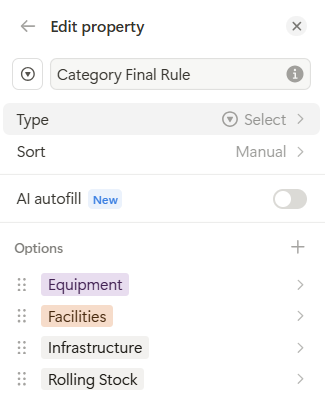 Edit property
Category Final Rule
Type Select
Sort Manual
AI autofill New
Options
Equipment
Facilities
Infrastructure
Rolling Stock